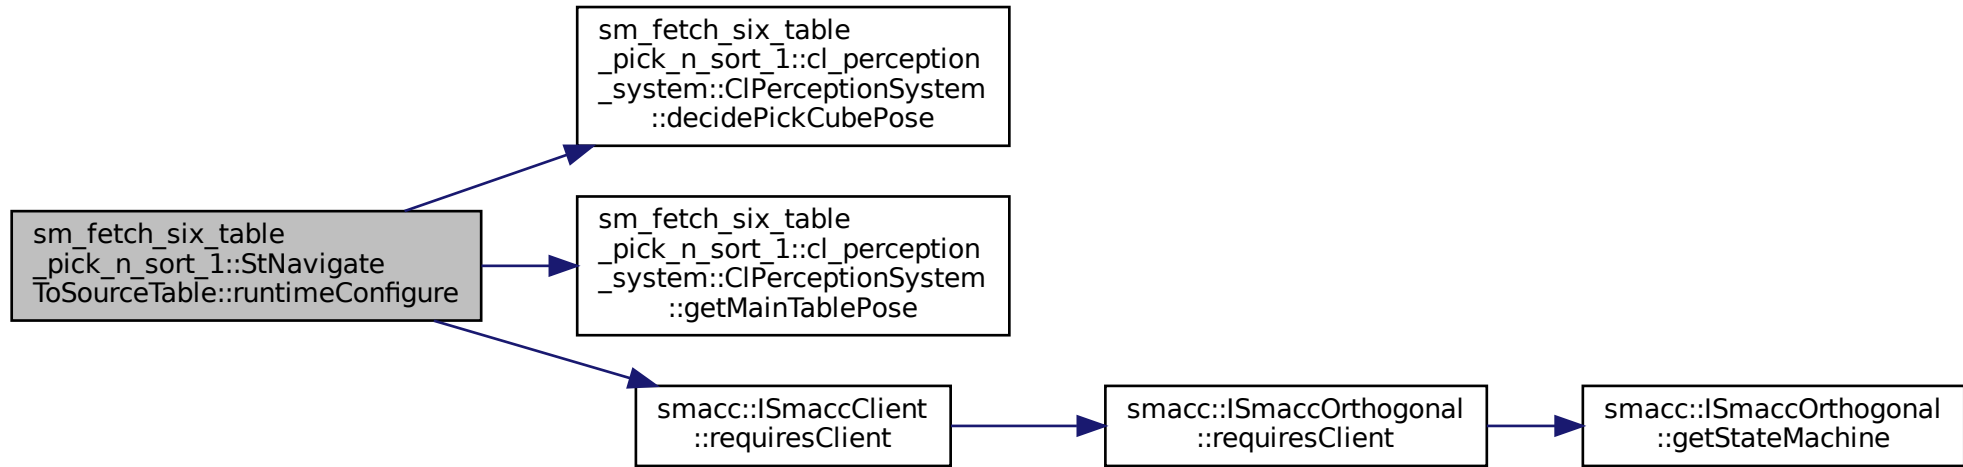 sm_fetch_six_table
_pick_n_sort_1::cl_perception
_system::ClPerceptionSystem
::decidePickCubePose
sm_fetch_six_table
_pick_n_sort_1::StNavigate
ToSourceTable::runtimeConfigure
sm_fetch_six_table
_pick_n_sort_1::cl_perception
_system::ClPerceptionSystem
::getMainTablePose
smacc::ISmaccClient
::requiresClient
smacc::ISmaccOrthogonal
::requiresClient
smacc::ISmaccOrthogonal
::getStateMachine